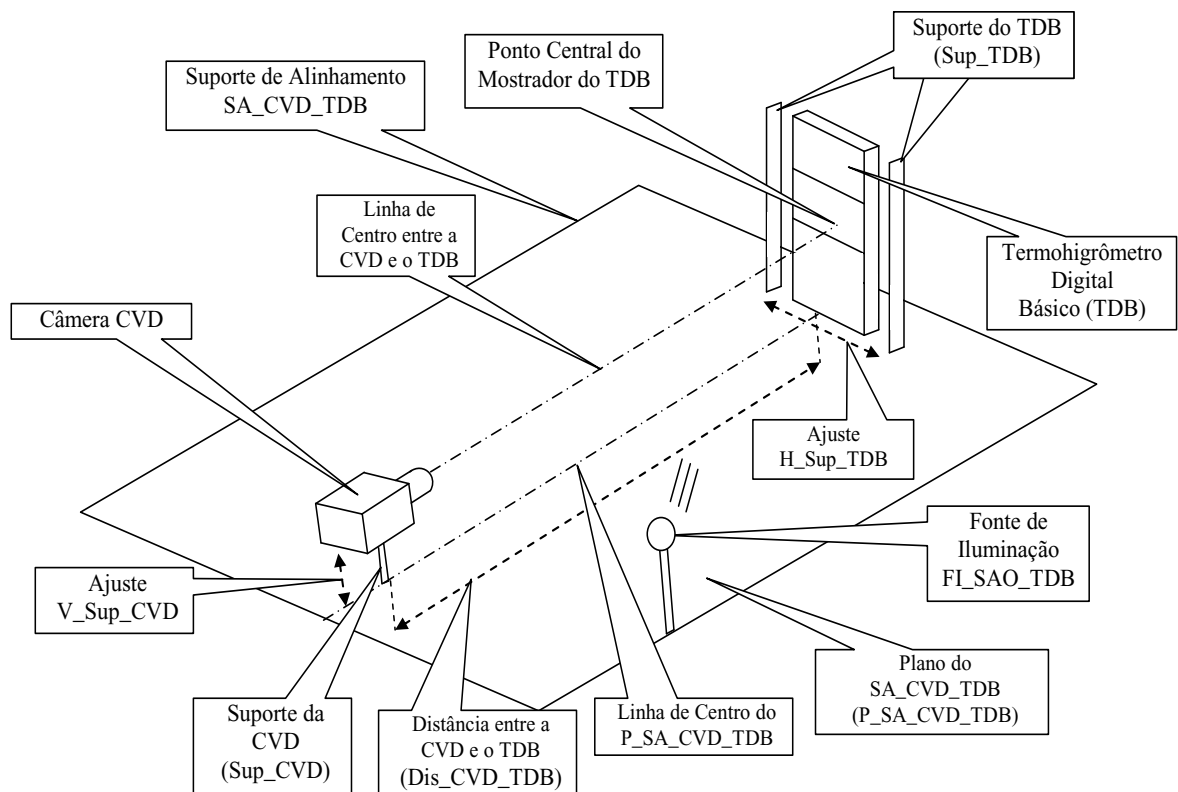 Suporte do TDB
(Sup_TDB)
Ponto Central do
Mostrador do TDB
Suporte de Alinhamento
SA_CVD_TDB
Linha de
Centro entre a
CVD e o TDB
Termohigrômetro
Digital
Básico (TDB)
Câmera CVD
Ajuste
H_Sup_TDB
Fonte de
Iluminação
FI_SAO_TDB
Ajuste
V_Sup_CVD
Plano do
SA_CVD_TDB
(P_SA_CVD_TDB)
Suporte da
CVD
(Sup_CVD)
Distância entre a
CVD e o TDB
(Dis_CVD_TDB)
Linha de Centro do
P_SA_CVD_TDB